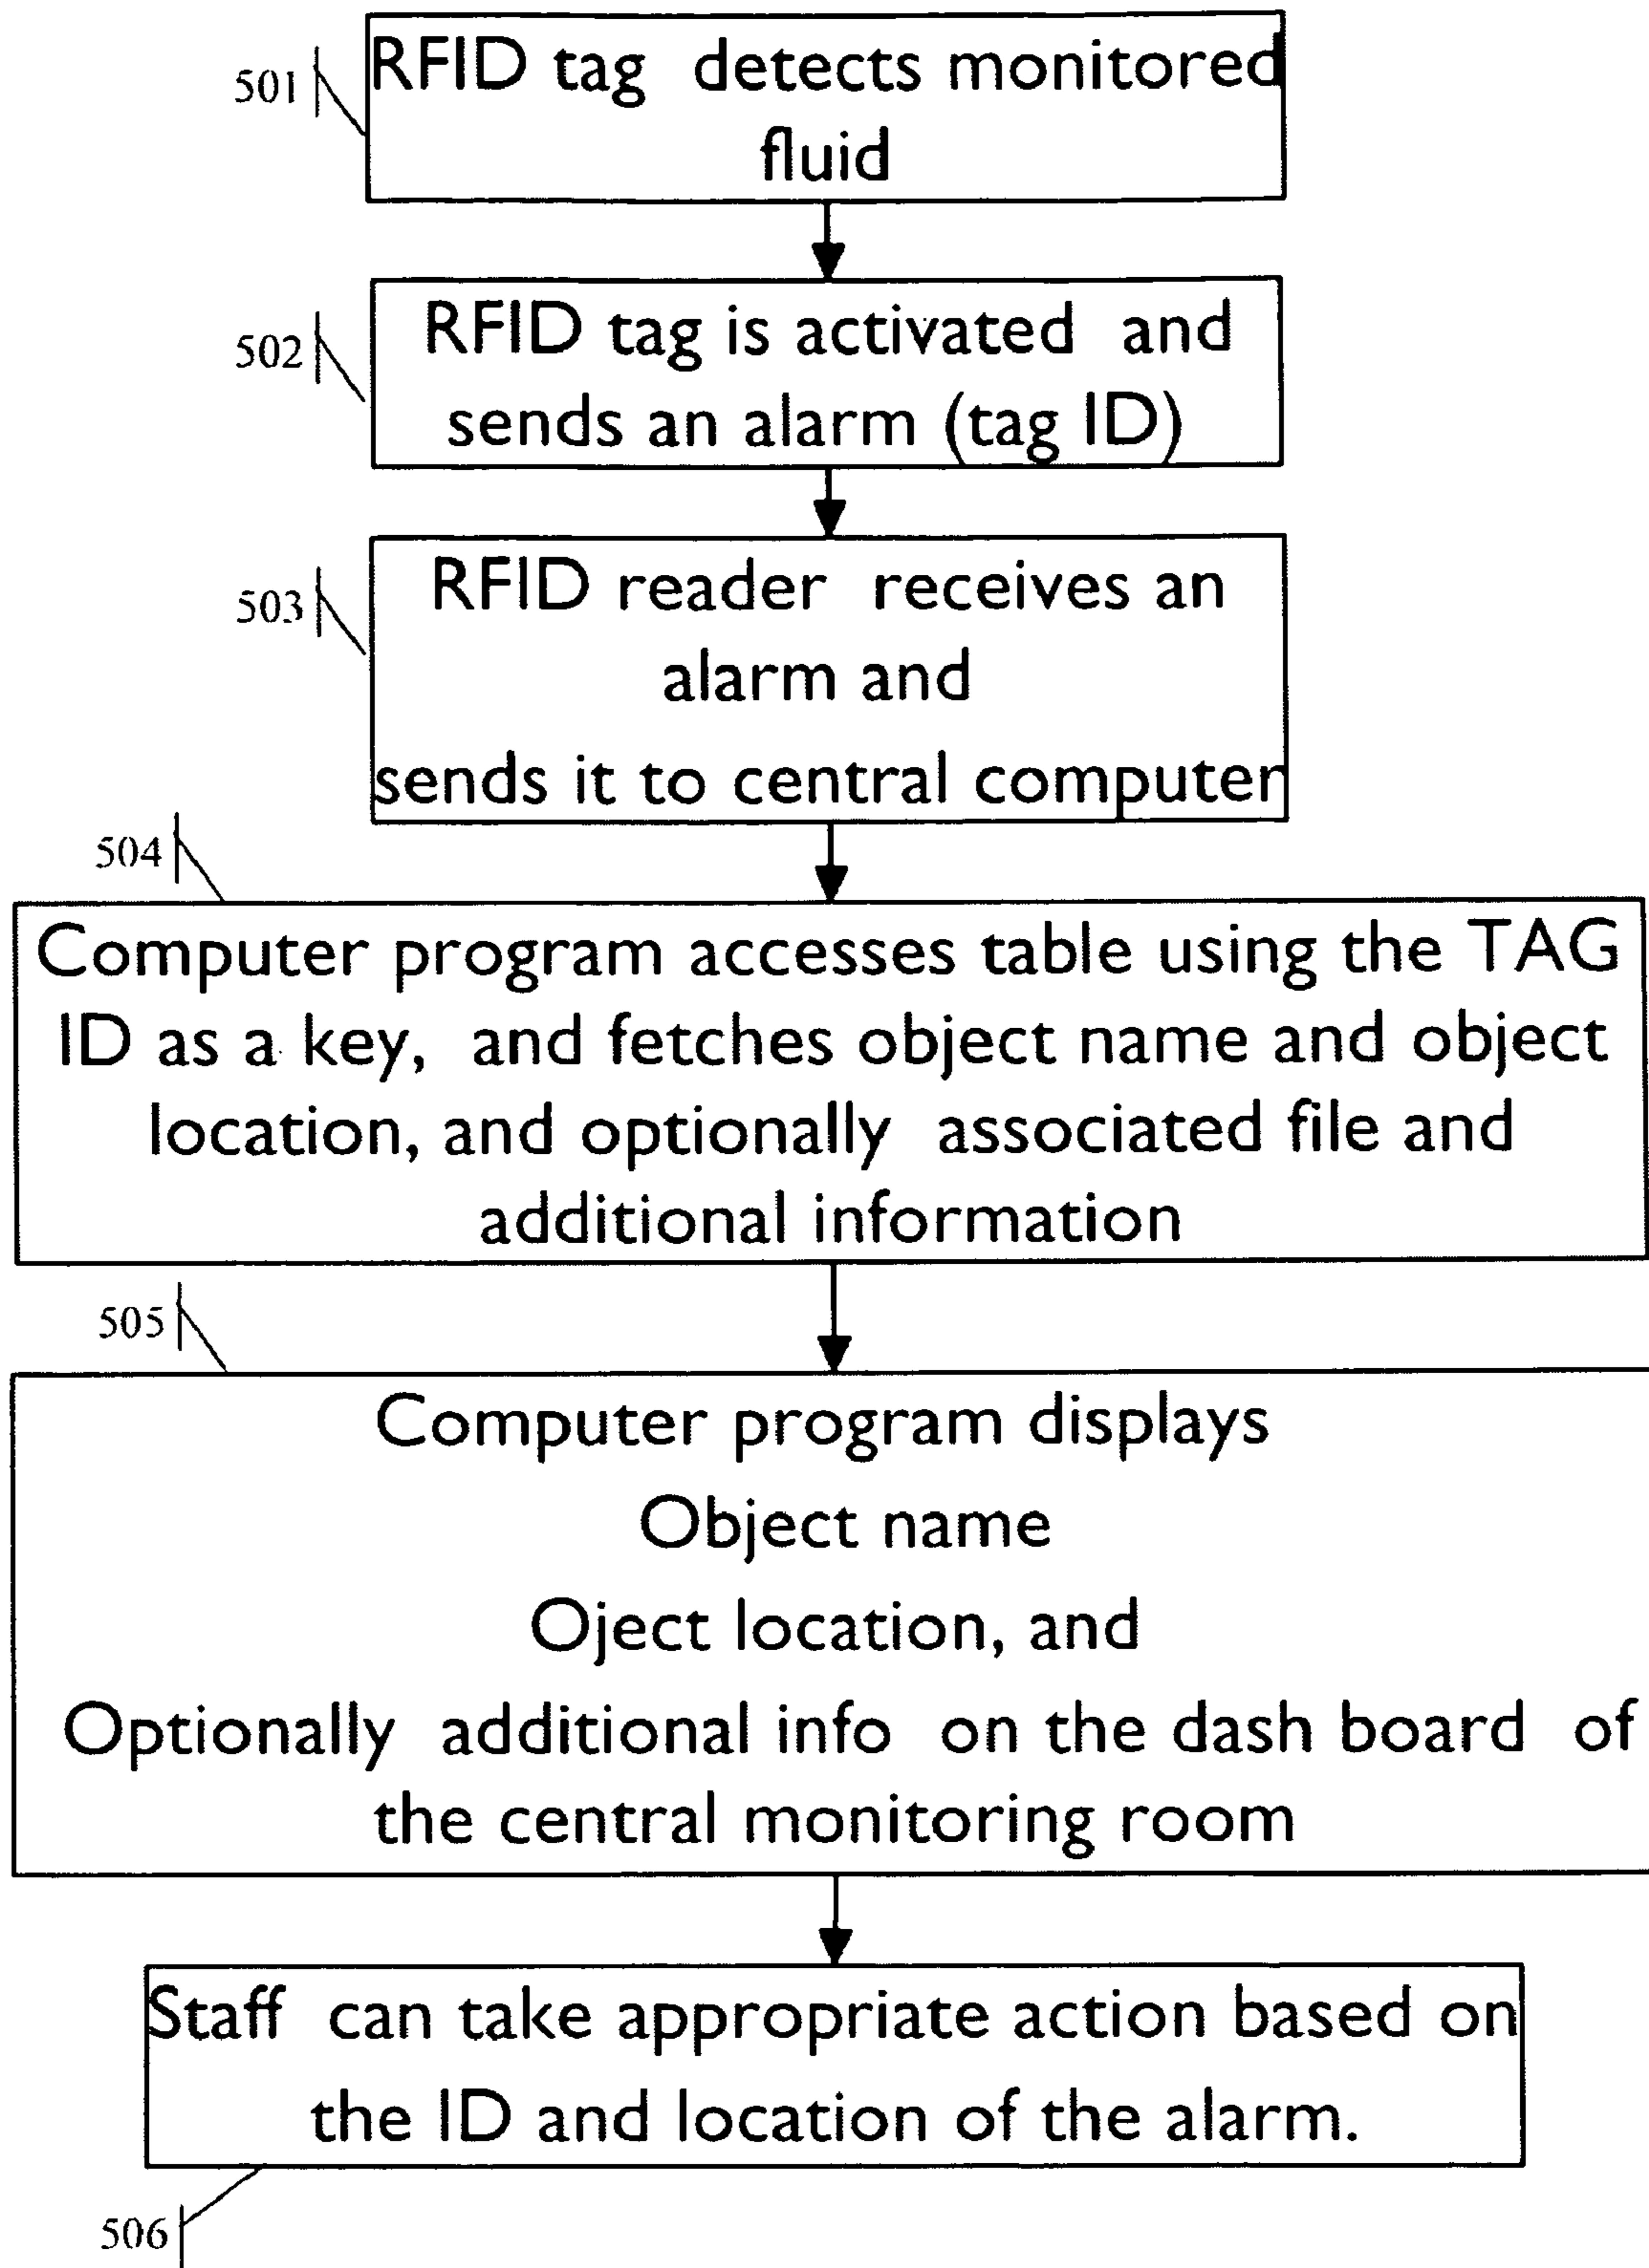 501
RFID tag detects monitored
fluid
502
RFID tag is activated and
sends an alarm (tag ID)
503
RFID reader receives an
alarm and
sends it to central computer
504
Computer program accesses table using the TAG
ID as a key, and fetches object name and object
location, and optionally associated file and
additional information
505
Computer program displays
Object name
Oject location, and
Optionally additional info on the dash board of
the central monitoring room
Staff can take appropriate action based on
the ID and location of the alarm.
506